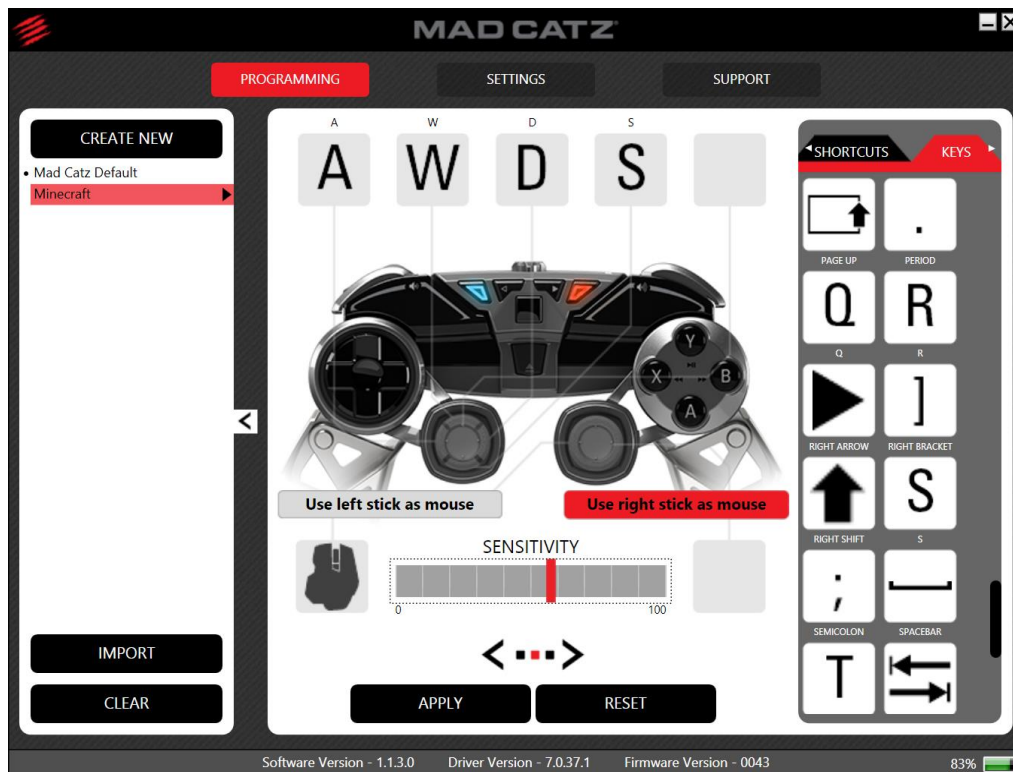 MAD CATZ
PROGRAMMING
SETTINGS
SUPPORT
CREATE NEW
Mad Catz Default
Minecraft
IMPORT
CLEAR
A W D S
A W D S
Y
X B
A
Use left stick as mouse
Use right stick as mouse
SENSITIVITY
0 100
APPLY
RESET
SHORTCUTS
KEYS
.
PAGE UP PERIOD
Q R
Q R
]
RIGHT ARROW RIGHT BRACKET
S
RIGHT SHIFT S
;
SEMICOLON SPACEBAR
T
Software Version - 1.1.3.0
Driver Version - 7.0.37.1
Firmware Version - 0043
83%